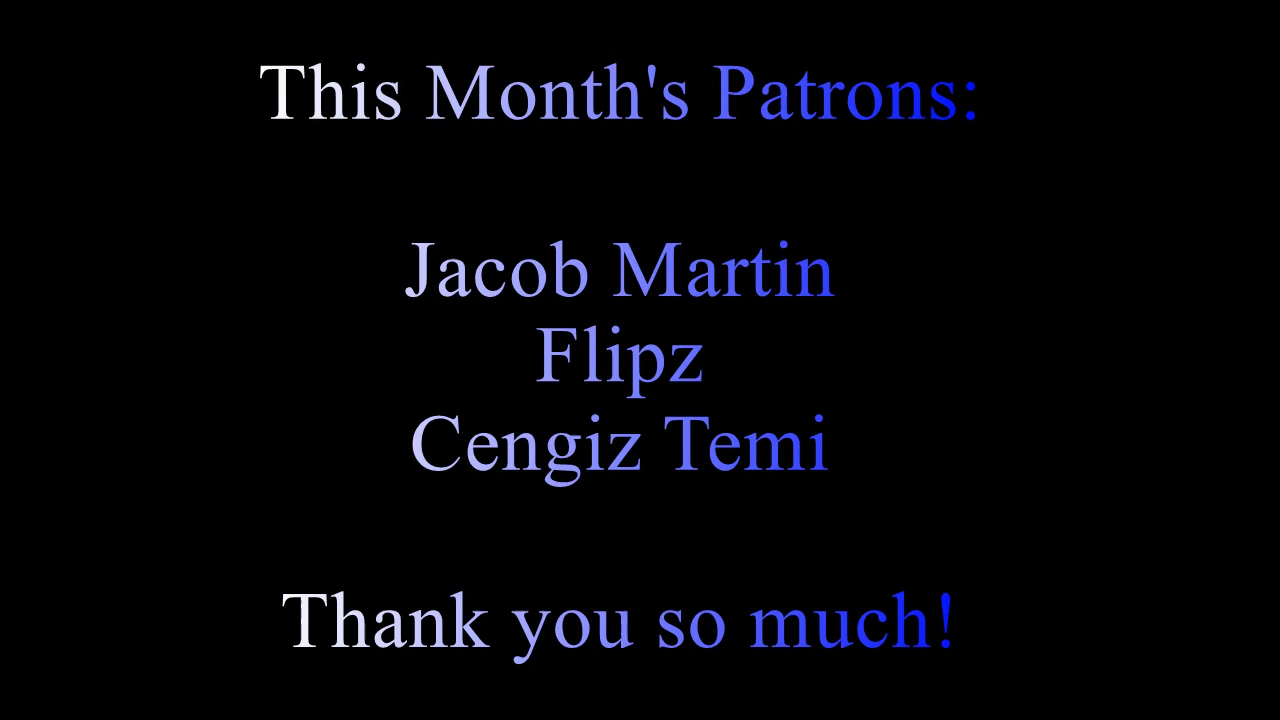 This Month's Patrons:
Jacob Martin
Flipz
Cengiz Temi
Thank you so much!